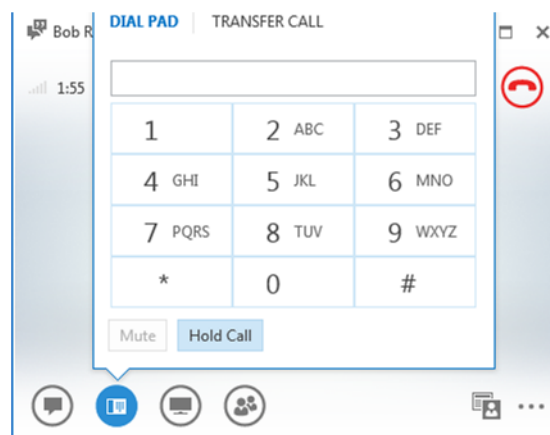 Bob R
DIAL PAD TRANSFER CALL
1:55
1 2 ABC 3 DEF
4 GHI 5 JKL 6 MNO
7 PQRS 8 TUV 9 WXYZ
* 0 #
Mute Hold Call